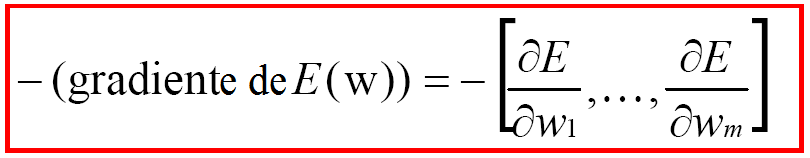 −(gradiente de E(w)) = −[∂E/∂w₁,…,∂E/∂wₘ]